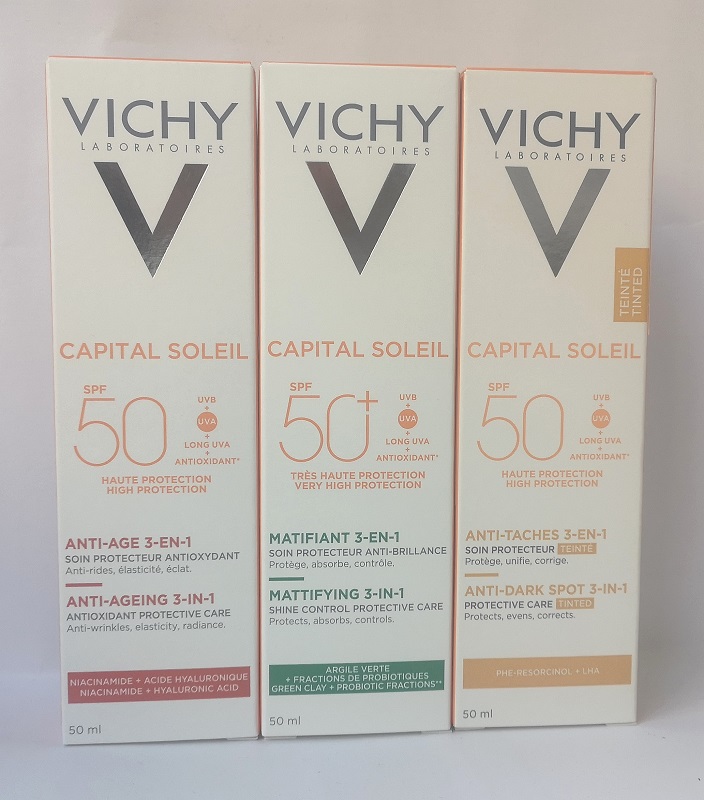 VICHY
LABORATOIRES
CAPITAL SOLEIL
SPF
50
UVB
+
UVA
+
LONG UVA
+
ANTIOXIDANT*
HAUTE PROTECTION
HIGH PROTECTION
ANTI-AGE 3-EN-1
SOIN PROTECTEUR ANTIOXYDANT
Anti-rides, élasticité, éclat.
ANTI-AGEING 3-IN-1
ANTIOXIDANT PROTECTIVE CARE
Anti-wrinkles, elasticity, radiance.
NIACINAMIDE + ACIDE HYALURONIQUE
NIACINAMIDE + HYALURONIC ACID
50 ml
VICHY
LABORATOIRES
CAPITAL SOLEIL
SPF
50+
UVB
+
UVA
+
LONG UVA
+
ANTIOXIDANT*
TRÈS HAUTE PROTECTION
VERY HIGH PROTECTION
MATIFIANT 3-EN-1
SOIN PROTECTEUR ANTI-BRILLANCE
Protège, absorbe, contrôle.
MATTIFYING 3-IN-1
SHINE CONTROL PROTECTIVE CARE
Protects, absorbs, controls.
ARGILE VERTE
+ FRACTIONS DE PROBIOTIQUES
GREEN CLAY + PROBIOTIC FRACTIONS**
50 ml
VICHY
LABORATOIRES
TEINTÉ
TINTED
CAPITAL SOLEIL
SPF
50
UVB
+
UVA
+
LONG UVA
+
ANTIOXIDANT*
HAUTE PROTECTION
HIGH PROTECTION
ANTI-TACHES 3-EN-1
SOIN PROTECTEUR TEINTÉ
Protège, unifie, corrige.
ANTI-DARK SPOT 3-IN-1
PROTECTIVE CARE TINTED
Protects, evens, corrects.
PHE-RESORCINOL + LHA
50 ml